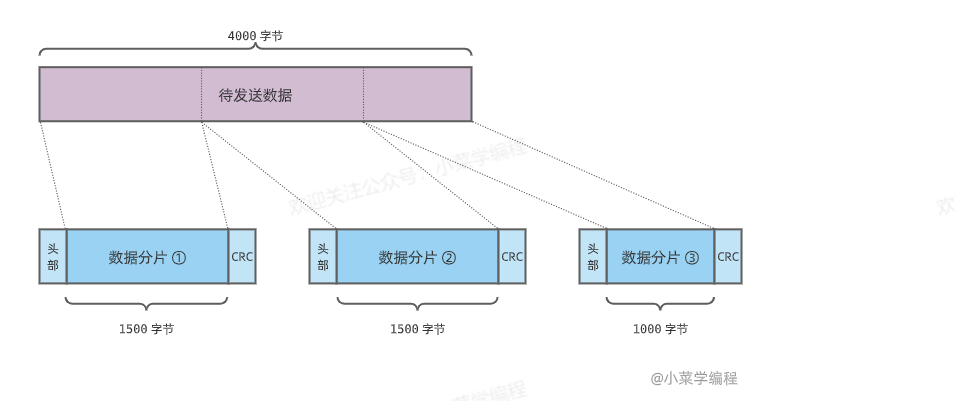 4000 字节
待发送数据
欢迎关注公众号：小菜学编程
欢
头部
数据分片 ①
CRC
头部
数据分片 ②
CRC
头部
数据分片 ③
CRC
1500 字节
1500 字节
1000 字节
@小菜学编程
菜学编程